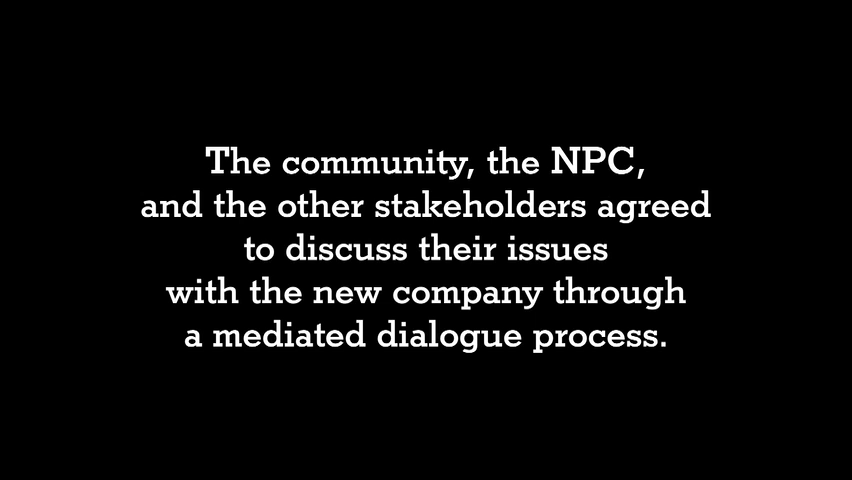 The community, the NPC,
and the other stakeholders agreed
to discuss their issues
with the new company through
a mediated dialogue process.